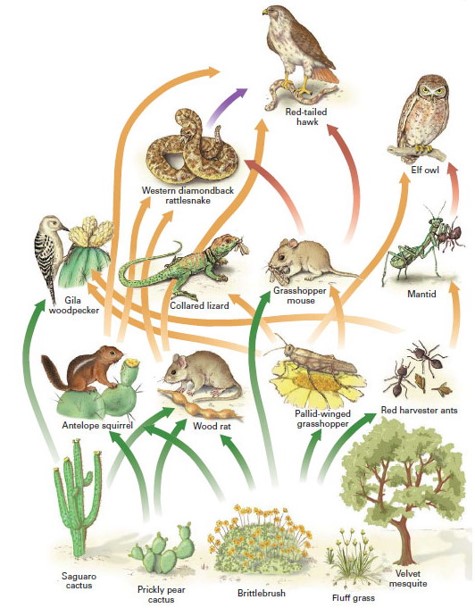 Red-tailed
hawk
Elf owl
Western diamondback
rattlesnake
Gila
woodpecker
Collared lizard
Grasshopper
mouse
Mantid
Antelope squirrel
Wood rat
Pallid-winged
grasshopper
Red harvester ants
Saguaro
cactus
Prickly pear
cactus
Brittlebrush
Fluff grass
Velvet
mesquite